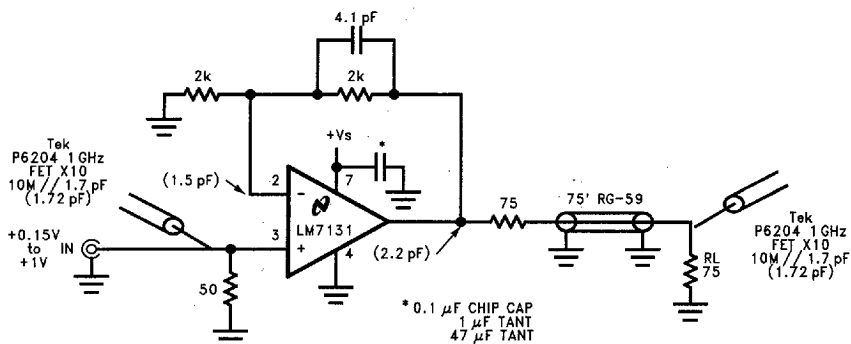 4.1 pF
2k
2k
+Vs
*
Tek
P6204 1GHz
FET X10
10M // 1.7 pF
(1.72 pF)
(1.5 pF)
2
-
7
LM7131
3
+
4
+0.15V
to
+1V
IN
50
(2.2 pF)
75
75' RG-59
RL
75
Tek
P6204 1GHz
FET X10
10M // 1.7 pF
(1.72 pF)
* 0.1 µF CHIP CAP
1 µF TANT
47 µF TANT